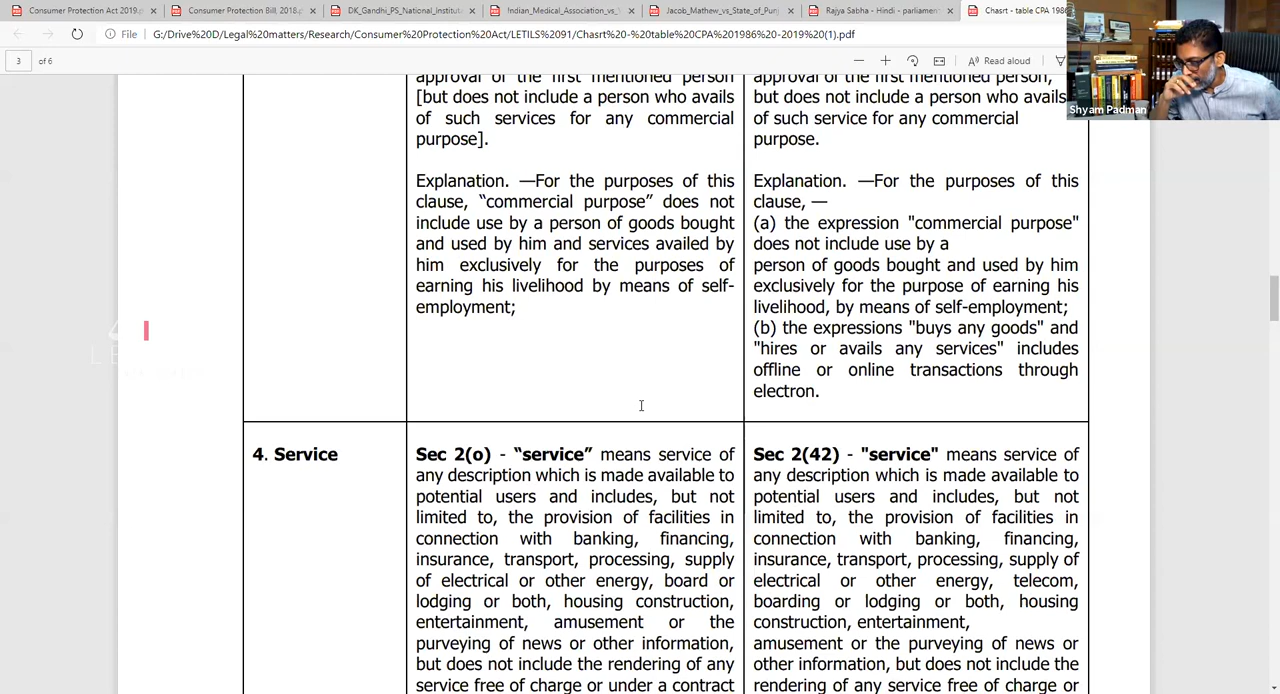 Consumer Protection Act 2019.p
Consumer Protection Bill, 2018.p
DK_Gandhi_PS_National_Institut
Indian_Medical_Association_vs_
Jacob_Mathew_vs_State_of_Punj
Rajya Sabha - Hindi - parliamen
Chasrt - table CPA 1986
File
G:/Drive%20D/Legal%20matters/Research/Consumer%20Protection%20Act/LETILS%2091/Chasrt%20-%20table%20CPA%201986%20-2019%20(1).pdf
3 of 6
Read aloud
Shyam Padman
approval of the first mentioned person
[but does not include a person who avails
of such services for any commercial
purpose].
Explanation. —For the purposes of this
clause, “commercial purpose” does not
include use by a person of goods bought
and used by him and services availed by
him exclusively for the purposes of
earning his livelihood by means of self-
employment;
approval of the first mentioned person,
but does not include a person who avails
of such service for any commercial
purpose.
Explanation. —For the purposes of this
clause, —
(a) the expression "commercial purpose"
does not include use by a
person of goods bought and used by him
exclusively for the purpose of earning his
livelihood, by means of self-employment;
(b) the expressions "buys any goods" and
"hires or avails any services" includes
offline or online transactions through
electron.
4. Service
Sec 2(o) - “service” means service of
any description which is made available to
potential users and includes, but not
limited to, the provision of facilities in
connection with banking, financing,
insurance, transport, processing, supply
of electrical or other energy, board or
lodging or both, housing construction,
entertainment, amusement or the
purveying of news or other information,
but does not include the rendering of any
service free of charge or under a contract
Sec 2(42) - "service" means service of
any description which is made available to
potential users and includes, but not
limited to, the provision of facilities in
connection with banking, financing,
insurance, transport, processing, supply of
electrical or other energy, telecom,
boarding or lodging or both, housing
construction, entertainment,
amusement or the purveying of news or
other information, but does not include the
rendering of any service free of charge or